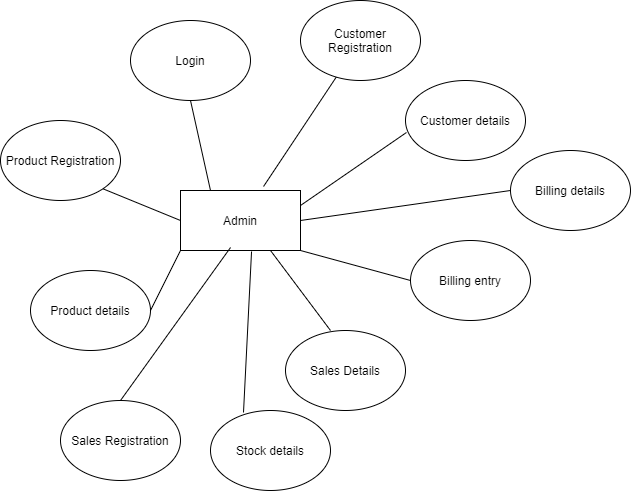 Customer
Registration
Login
Customer details
Product Registration
Billing details
Admin
Billing entry
Product details
Sales Details
Sales Registration
Stock details